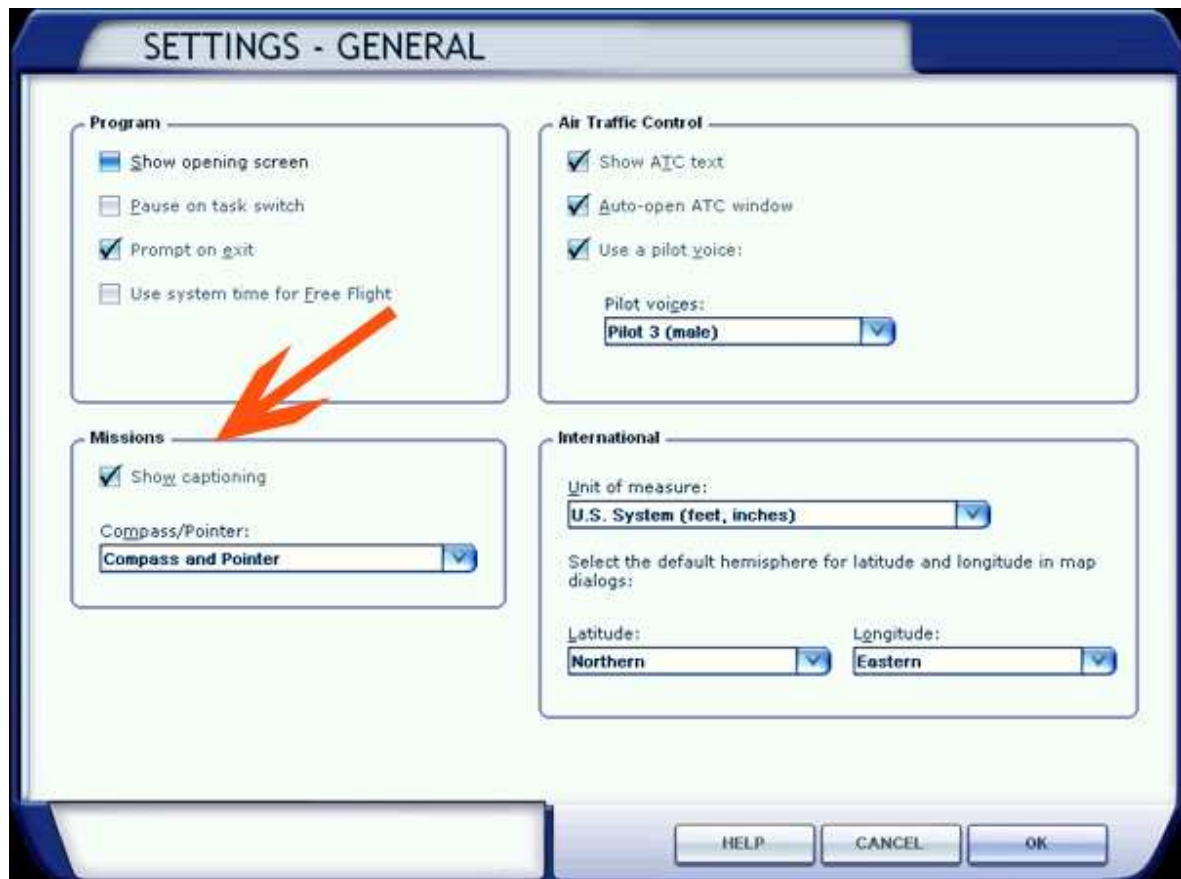 SETTINGS - GENERAL
Program
Show opening screen
Pause on task switch
Prompt on exit
Use system time for Free Flight
Missions
Show captioning
Compass/Pointer:
Compass and Pointer
Air Traffic Control
Show ATC text
Auto-open ATC window
Use a pilot voice:
Pilot voices:
Pilot 3 (male)
International
Unit of measure:
U.S. System (feet, inches)
Select the default hemisphere for latitude and longitude in map
dialogs:
Latitude:
Longitude:
Northern
Eastern
HELP
CANCEL
OK